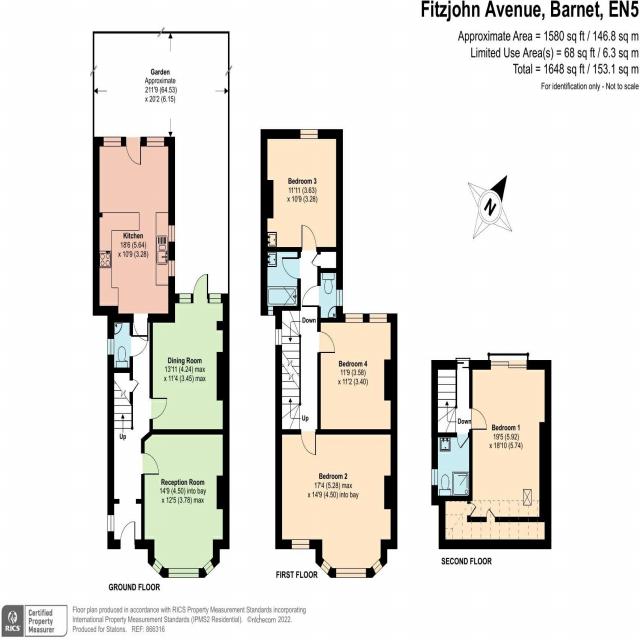 Fitzjohn Avenue, Barnet, EN5
Approximate Area = 1580 sq ft / 146.8 sq m
Limited Use Area(s) = 68 sq ft / 6.3 sq m
Total = 1648 sq ft / 153.1 sq m
For identification only - Not to scale
Garden
Approximate
211'9 (64.53)
x 20'2 (6.15)
Kitchen
18'6 (5.64)
x 10'9 (3.28)
Dining Room
13'11 (4.24) max
x 11'4 (3.45) max
Up
Reception Room
14'9 (4.50) into bay
x 12'5 (3.78) max
GROUND FLOOR
Bedroom 3
11'11 (3.63)
x 10'9 (3.28)
Down
Bedroom 4
11'9 (3.58)
x 11'2 (3.40)
Up
Bedroom 2
17'4 (5.28) max
x 14'9 (4.50) into bay
FIRST FLOOR
N
Down
Bedroom 1
19'5 (5.92)
x 18'10 (5.74)
SECOND FLOOR
RICS
Certified
Property
Measurer
Floor plan produced in accordance with RICS Property Measurement Standards incorporating
International Property Measurement Standards (IPMS2 Residential). ©nichecom 2022.
Produced for Statons. REF: 866316